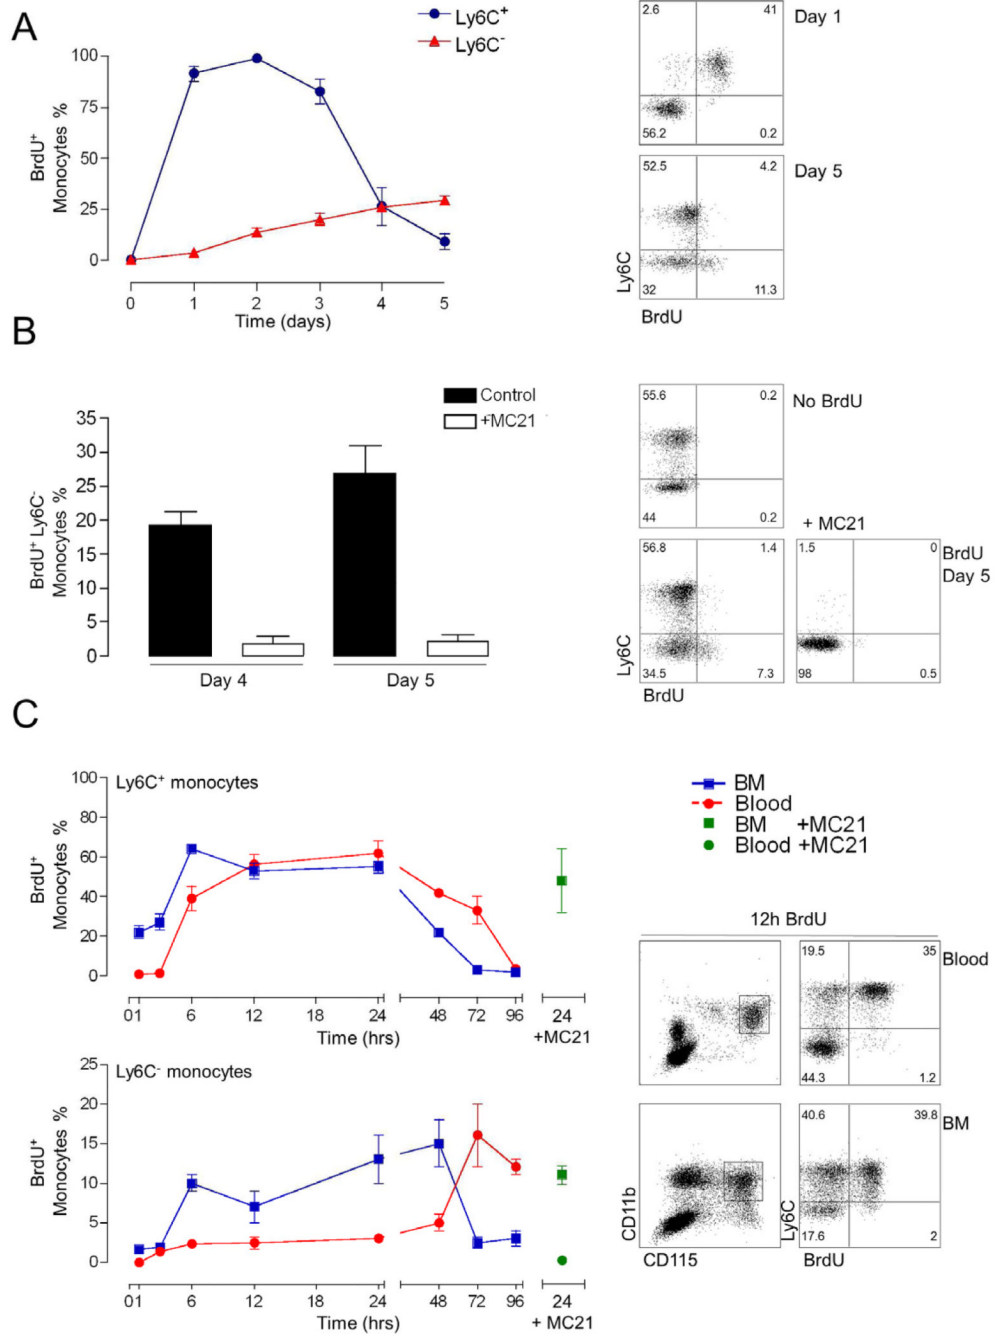 A
Ly6C+
Ly6C-
100
75
50
25
0
BrdU+
Monocytes %
0 1 2 3 4 5
Time (days)
2.6 41
56.2 0.2
Day 1
52.5 4.2
32 11.3
Day 5
Ly6C
BrdU
B
Control
+MC21
35
30
25
20
15
10
5
0
BrdU+ Ly6C-
Monocytes %
Day 4 Day 5
55.6 0.2
44 0.2
No BrdU
+ MC21
56.8 1.4
34.5 7.3
1.5 0
98 0.5
BrdU
Day 5
Ly6C
BrdU
C
Ly6C+ monocytes
100
80
60
40
20
0
BrdU+
Monocytes %
0 1 6 12 18 24 48 72 96 24
Time (hrs) +MC21
Ly6C- monocytes
25
20
15
10
5
0
BrdU+
Monocytes %
0 1 6 12 18 24 48 72 96 24
Time (hrs) + MC21
BM
Blood
BM +MC21
Blood +MC21
12h BrdU
19.5 35
44.3 1.2
Blood
40.6 39.8
17.6 2
BM
CD11b
CD115
Ly6C
BrdU